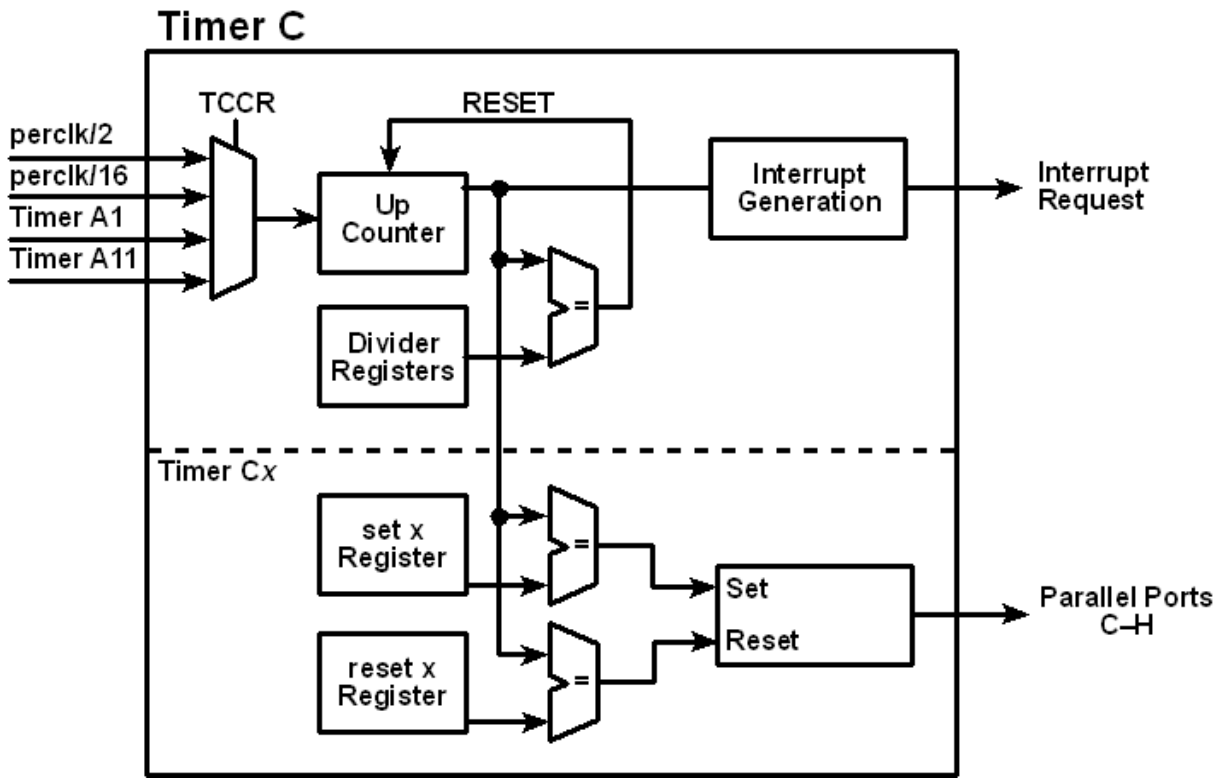 Timer C
TCCR
RESET
perclk/2
perclk/16
Timer A1
Timer A11
Up
Counter
Interrupt
Generation
Interrupt
Request
=
Divider
Registers
Timer Cx
set x
Register
=
Set
Reset
Parallel Ports
C–H
reset x
Register
=